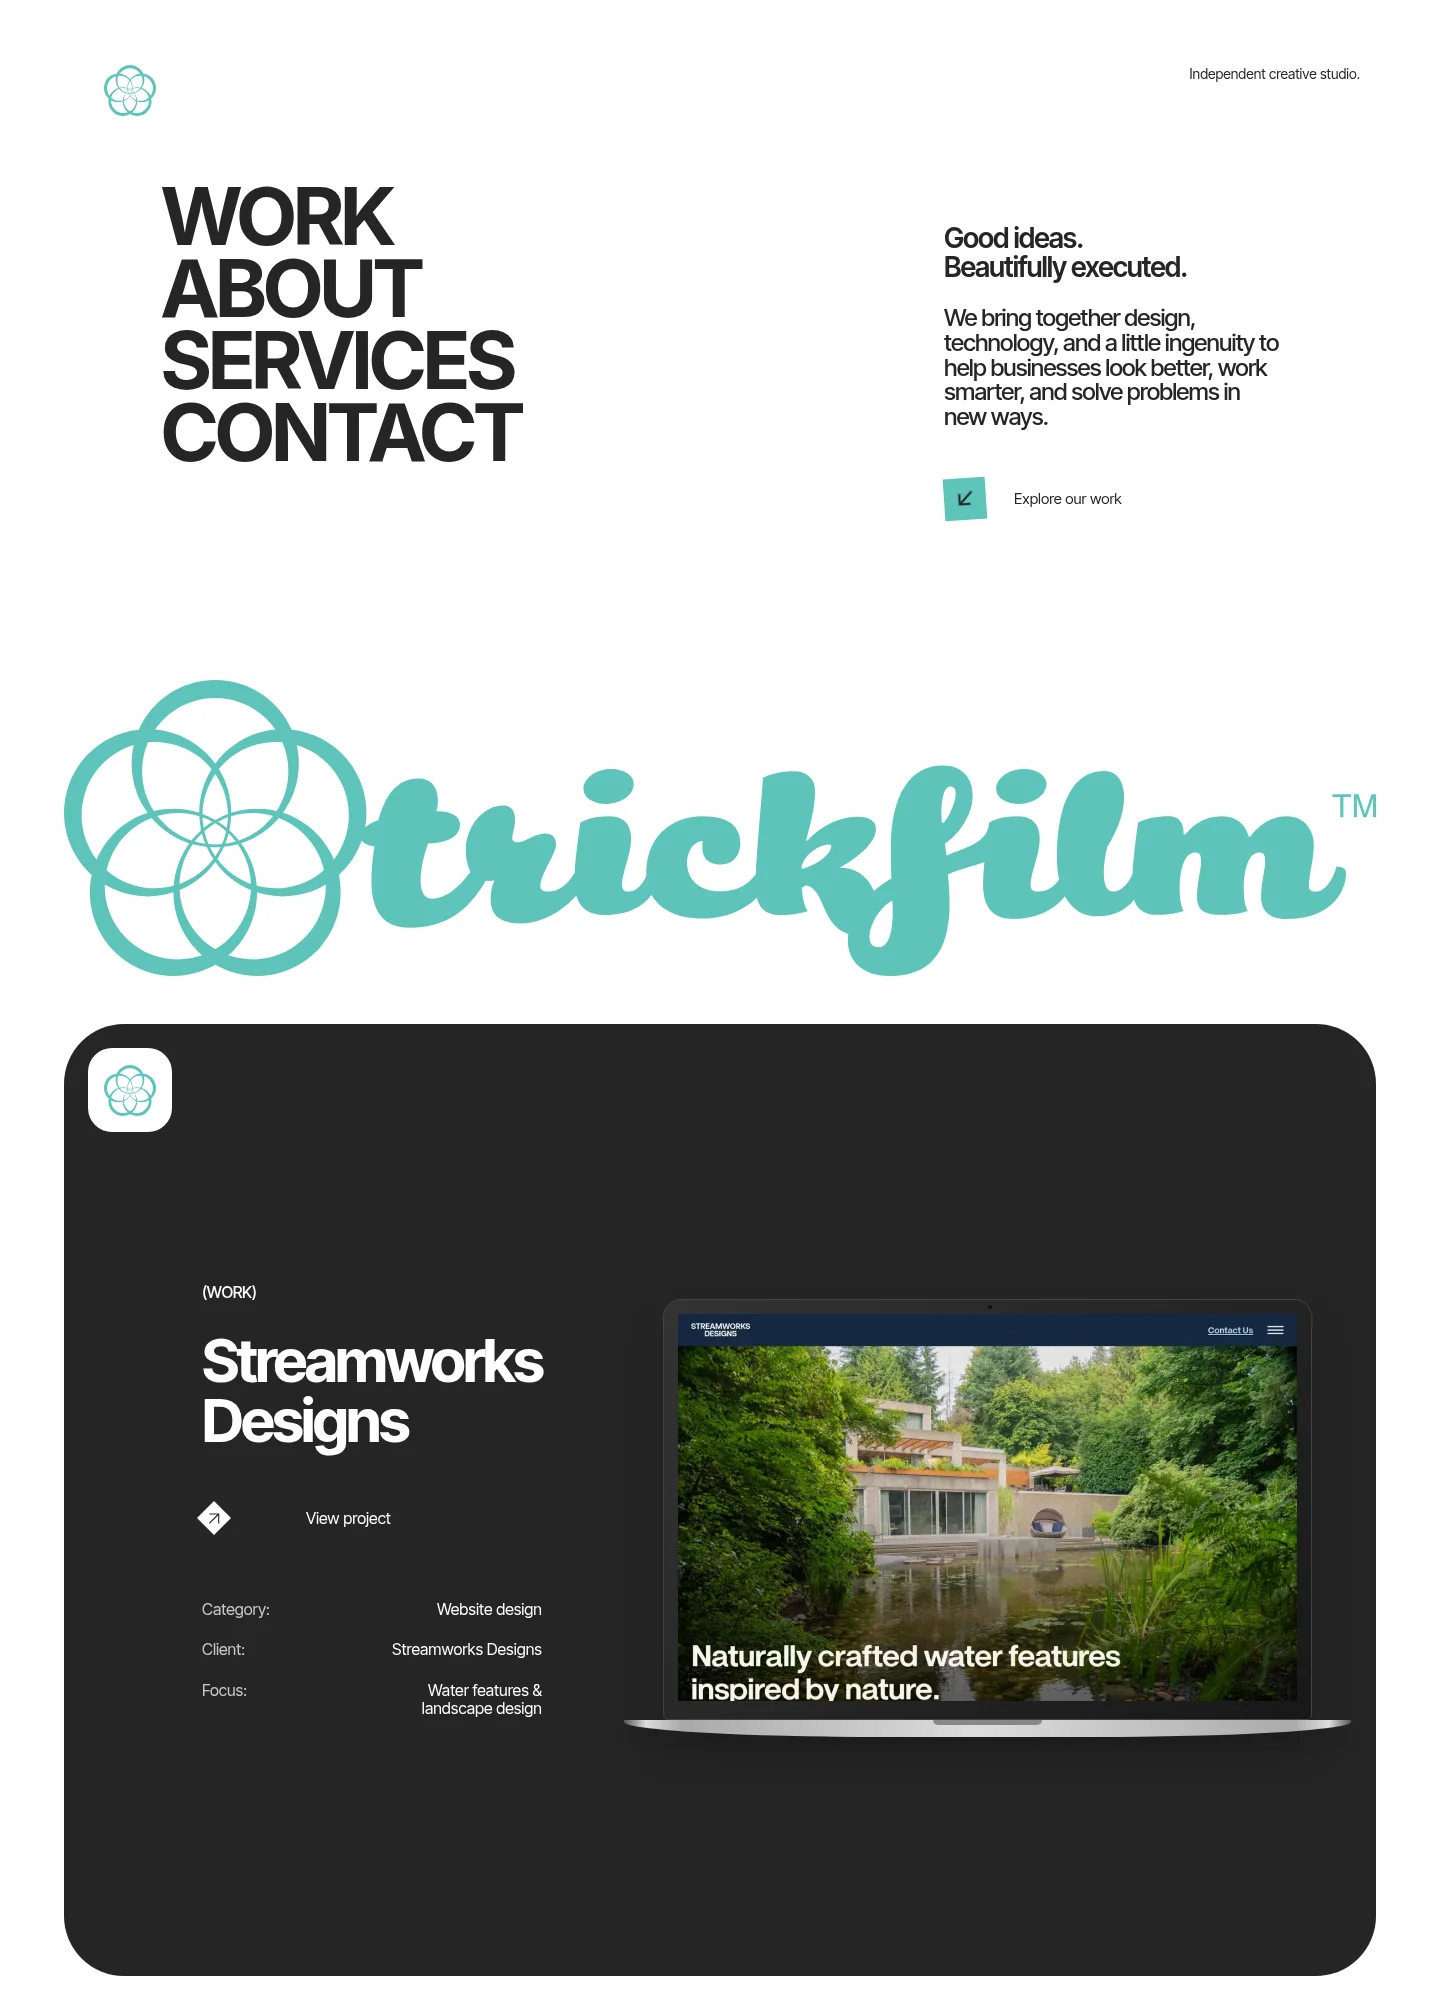 Independent creative studio.
WORK
ABOUT
SERVICES
CONTACT
Good ideas.
Beautifully executed.
We bring together design,
technology, and a little ingenuity to
help businesses look better, work
smarter, and solve problems in
new ways.
Explore our work
trickfilm™
(WORK)
Streamworks
Designs
View project
Category: Website design
Client: Streamworks Designs
Focus: Water features &
landscape design
STREAMWORKS
DESIGNS
Contact Us
Naturally crafted water features
inspired by nature.